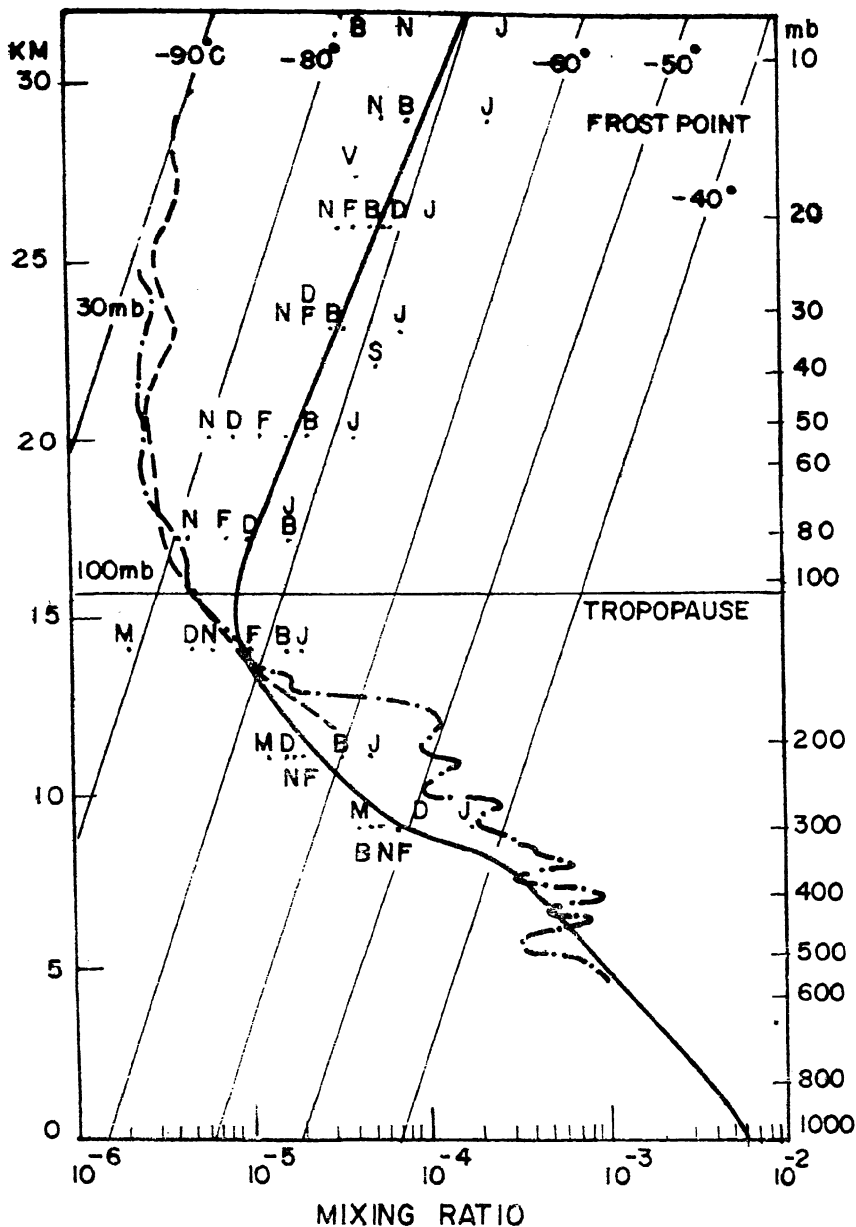 B N J mb
KM -90°C -80° -60° -50° 10
30
N B J
FROST POINT
V
-40°
N F B D J 20
25
D
30mb N F B J 30
S
40
N D F B J 50
20
60
J
N F D B 80
100mb 100
15 TROPOPAUSE
M D N F B J
M D B J 200
N F
10 M D J
300
B N F
400
5 500
600
800
0 1000
10-6 10-5 10-4 10-3 10-2
MIXING RATIO